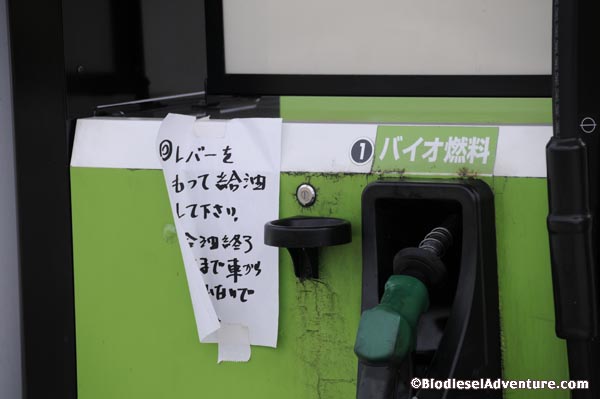 ◎レバーを
もって給油
して下さい。
給油終了
まで車から
で
① バイオ燃料
©BiodieselAdventure.com